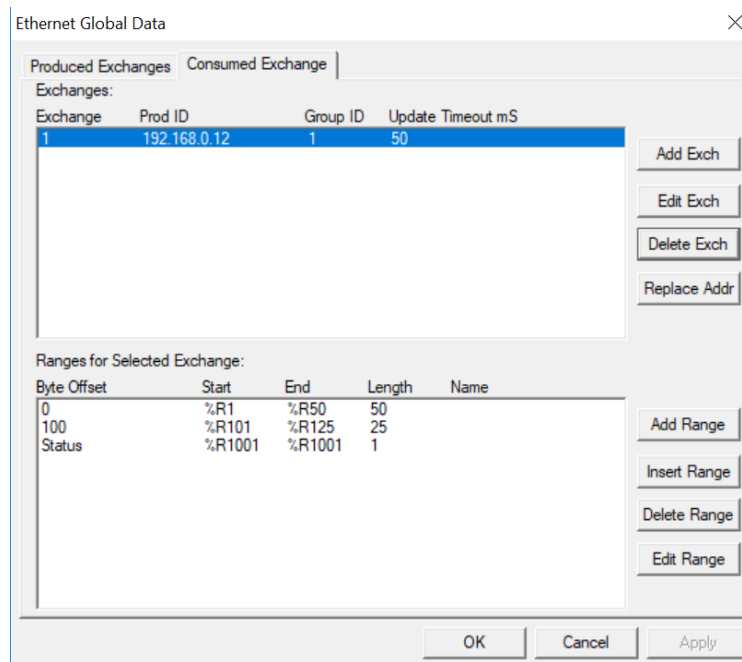 Ethernet Global Data
Produced Exchanges Consumed Exchange
Exchanges:
Exchange Prod ID Group ID Update Timeout mS
1 192.168.0.12 1 50
Add Exch
Edit Exch
Delete Exch
Replace Addr
Ranges for Selected Exchange:
Byte Offset Start End Length Name
0 %R1 %R50 50
100 %R101 %R125 25
Status %R1001 %R1001 1
Add Range
Insert Range
Delete Range
Edit Range
OK Cancel Apply